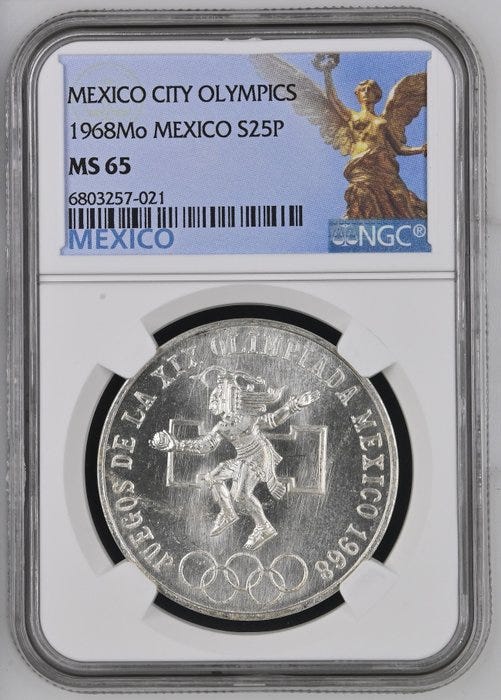 MEXICO CITY OLYMPICS
1968Mo MEXICO S25P
MS 65
6803257-021
MEXICO
NGC®
JUEGOS DE LA XIX OLIMPIADA MEXICO 1968